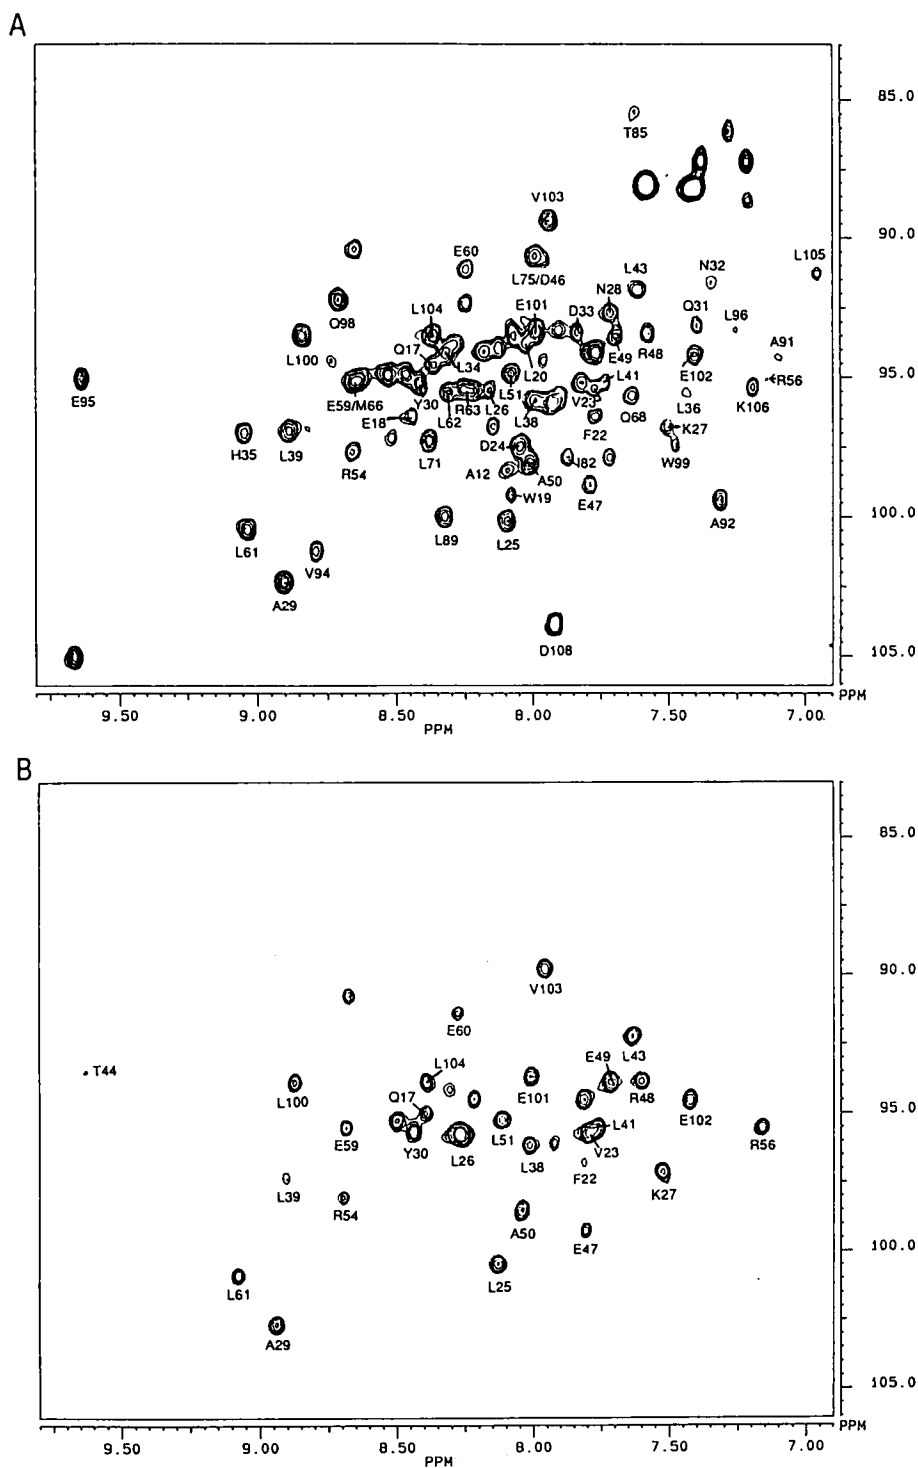 A
85.0
T85
V103
90.0
E60
L105
L75/D46
L43
N32
N28
Q98
L104
E101
D33
Q31
L96
Q17
A91
L100
L34
L20
E49
R48
E102
R56
95.0
E95
E59/M66
Y30
L51
V23
L41
L36
K106
E18
L62
R63
L26
L38
F22
Q68
K27
H35
L39
R54
L71
D24
A12
A50
I82
W19
E47
A92
L89
L25
100.0
L61
V94
A29
D108
105.0
PPM
9.50
9.00
8.50
8.00
7.50
7.00
PPM
B
85.0
90.0
V103
E60
T44
L104
E49
L43
L100
Q17
E101
R48
E102
95.0
E59
Y30
L26
L51
L38
L41
V23
R56
L39
F22
K27
R54
A50
E47
L25
100.0
L61
A29
105.0
PPM
9.50
9.00
8.50
8.00
7.50
7.00
PPM